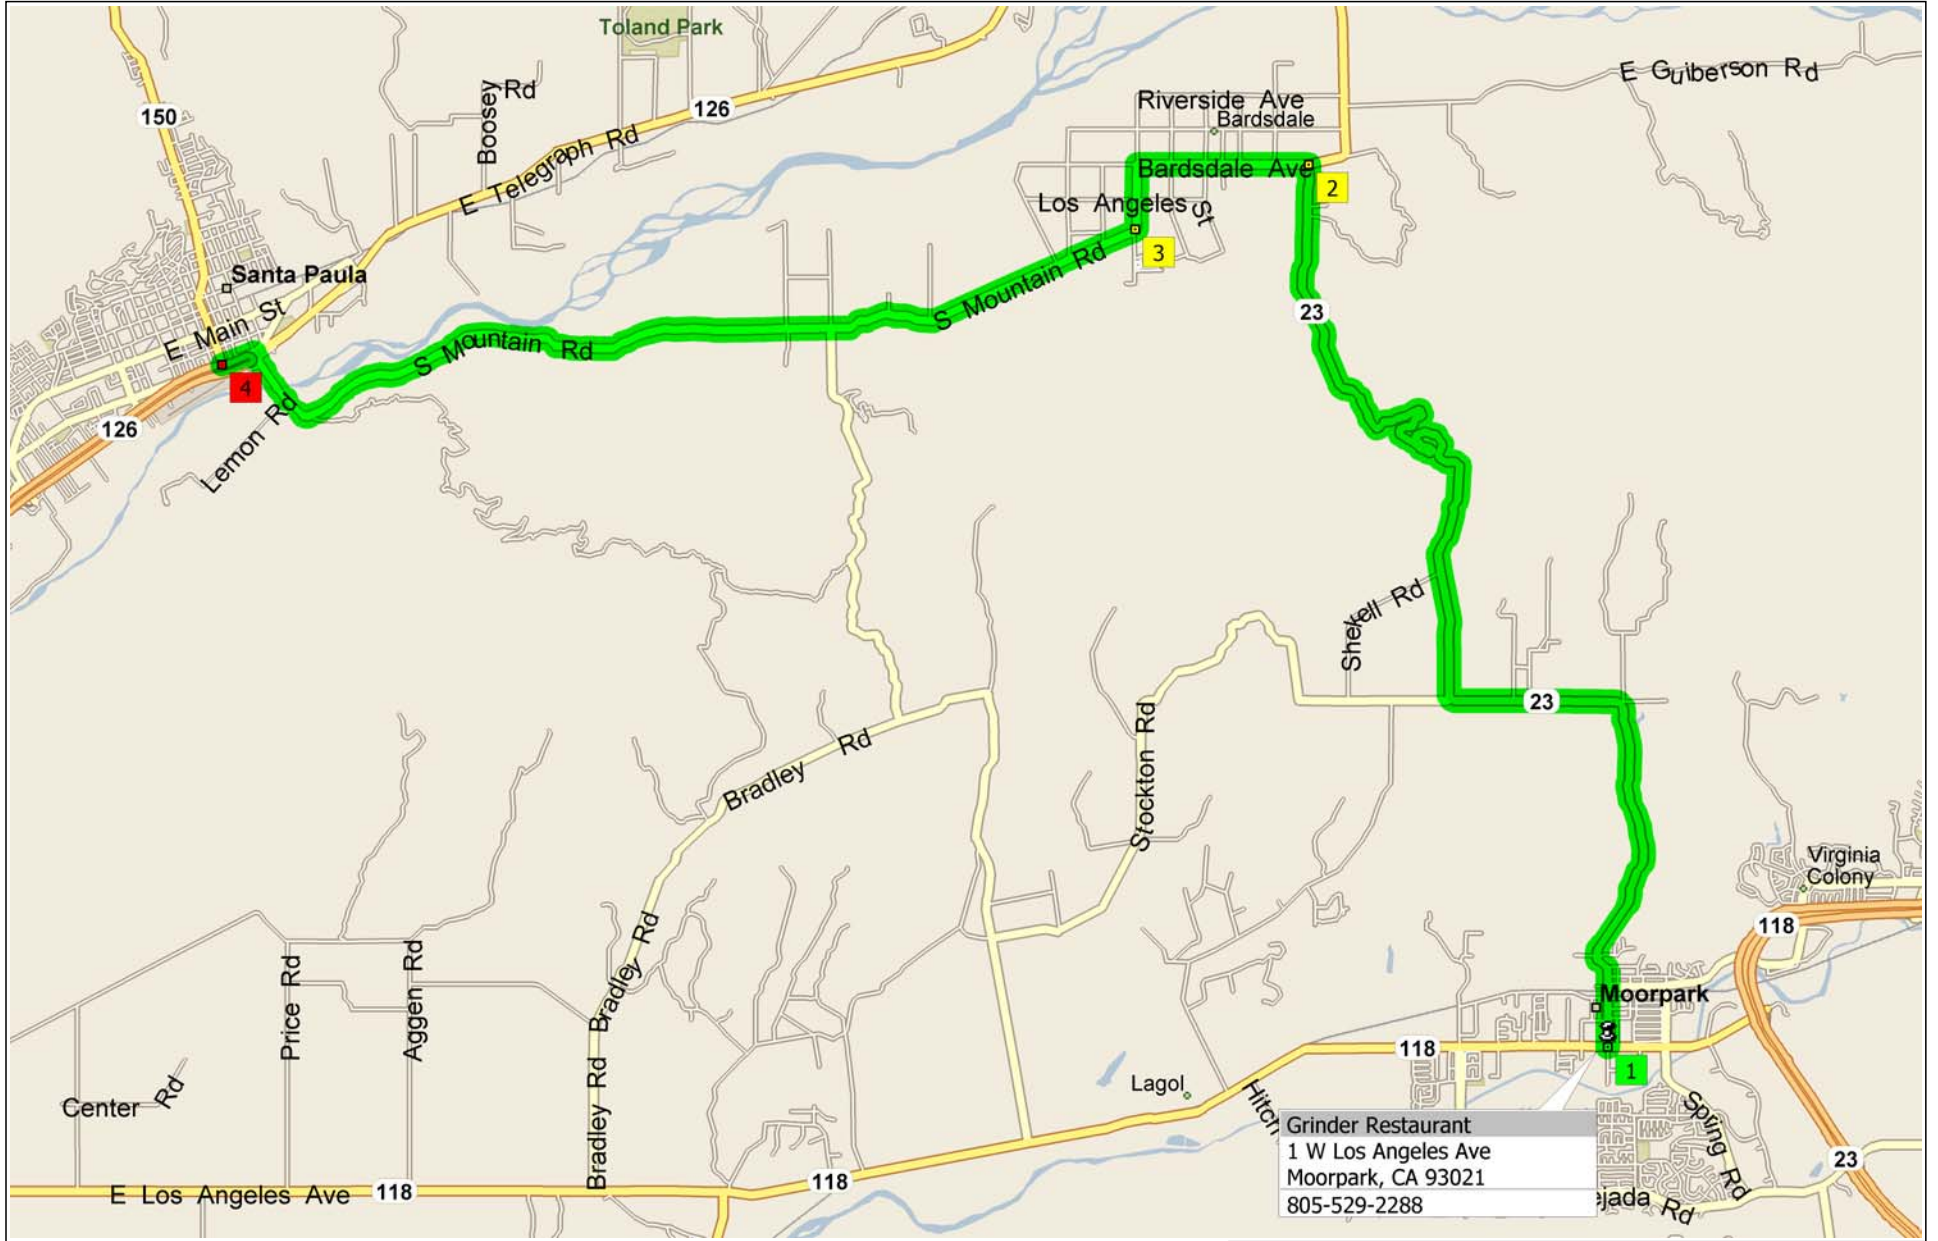 Toland Park
150
Boosey Rd
126
E Guiberson Rd
Riverside Ave
Bardsdale
E Telegraph Rd
Bardsdale Ave
2
Los Angeles St
3
S Mountain Rd
23
Santa Paula
E Main St
S Mountain Rd
4
126
Lemon Rd
Shekell Rd
23
Stockton Rd
Bradley Rd
Virginia
Colony
118
Bradley Rd
Price Rd
Aggen Rd
Bradley Rd
Moorpark
118
1
Lagol
Center Rd
Hitch
Spring Rd
Grinder Restaurant
1 W Los Angeles Ave
Moorpark, CA 93021
805-529-2288
23
118
E Los Angeles Ave 118
ejada Rd